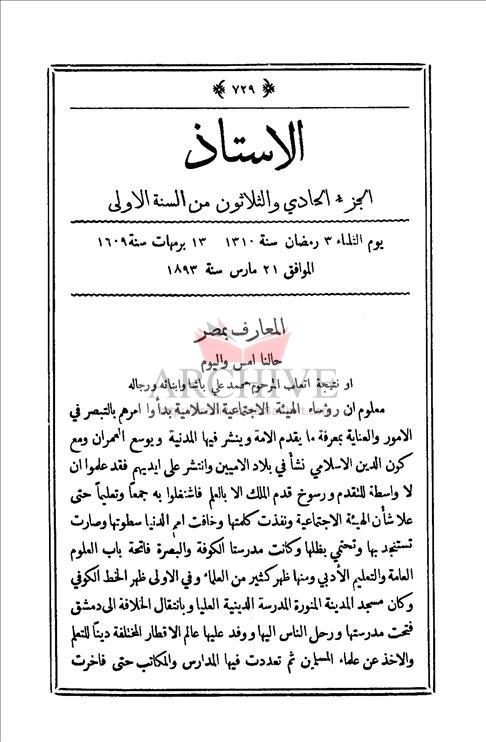 ٧٢٩
الاستاذ
الجزء الحادي والثلاثون من السنة الاولى
يوم الثلاثاء ٣ رمضان سنة ١٣١٠ ١٣ برمهات سنة ١٦٠٩
الموافق ٢١ مارس سنة ١٨٩٣
المعارف بمصر
حالنا امس واليوم
او نتيجة اتعاب المرحوم محمد علي باشا وابنائه ورجاله
ARCHIVE
معلوم ان رؤساء الهيئة الاجتماعية الاسلامية بدأوا امرهم بالتبصر في
الامور والعناية بمعرفة ما يقدم الامة وينشر فيها المدنية ويوسع العمران ومع
كون الدين الاسلامي نشأ في بلاد الاميين وانتشر على ايديهم فقد علموا ان
لا واسطة للتقدم ورسوخ قدم الملك الا بالعلم فاشتغلوا به جمعاً وتعليماً حتى
علا شأن الهيئة الاجتماعية ونفذت كلمتها وخافت امم الدنيا سطوتها وصارت
تستنجد بها وتحتمي بظلها وكانت مدرستا الكوفة والبصرة فاتحة باب العلوم
العامة والتعليم الأدبي ومنها ظهر كثير من العلماء وفي الاولى ظهر الخط الكوفي
وكان مسجد المدينة المنورة المدرسة الدينية العليا وبانتقال الخلافة الى دمشق
فتحت مدرستها ورحل الناس اليها ووفد عليها عالم الاقطار المختلفة ديناً للتعلم
والاخذ عن علماء المسلمين ثم تعددت فيها المدارس والمكاتب حتى فاخرت